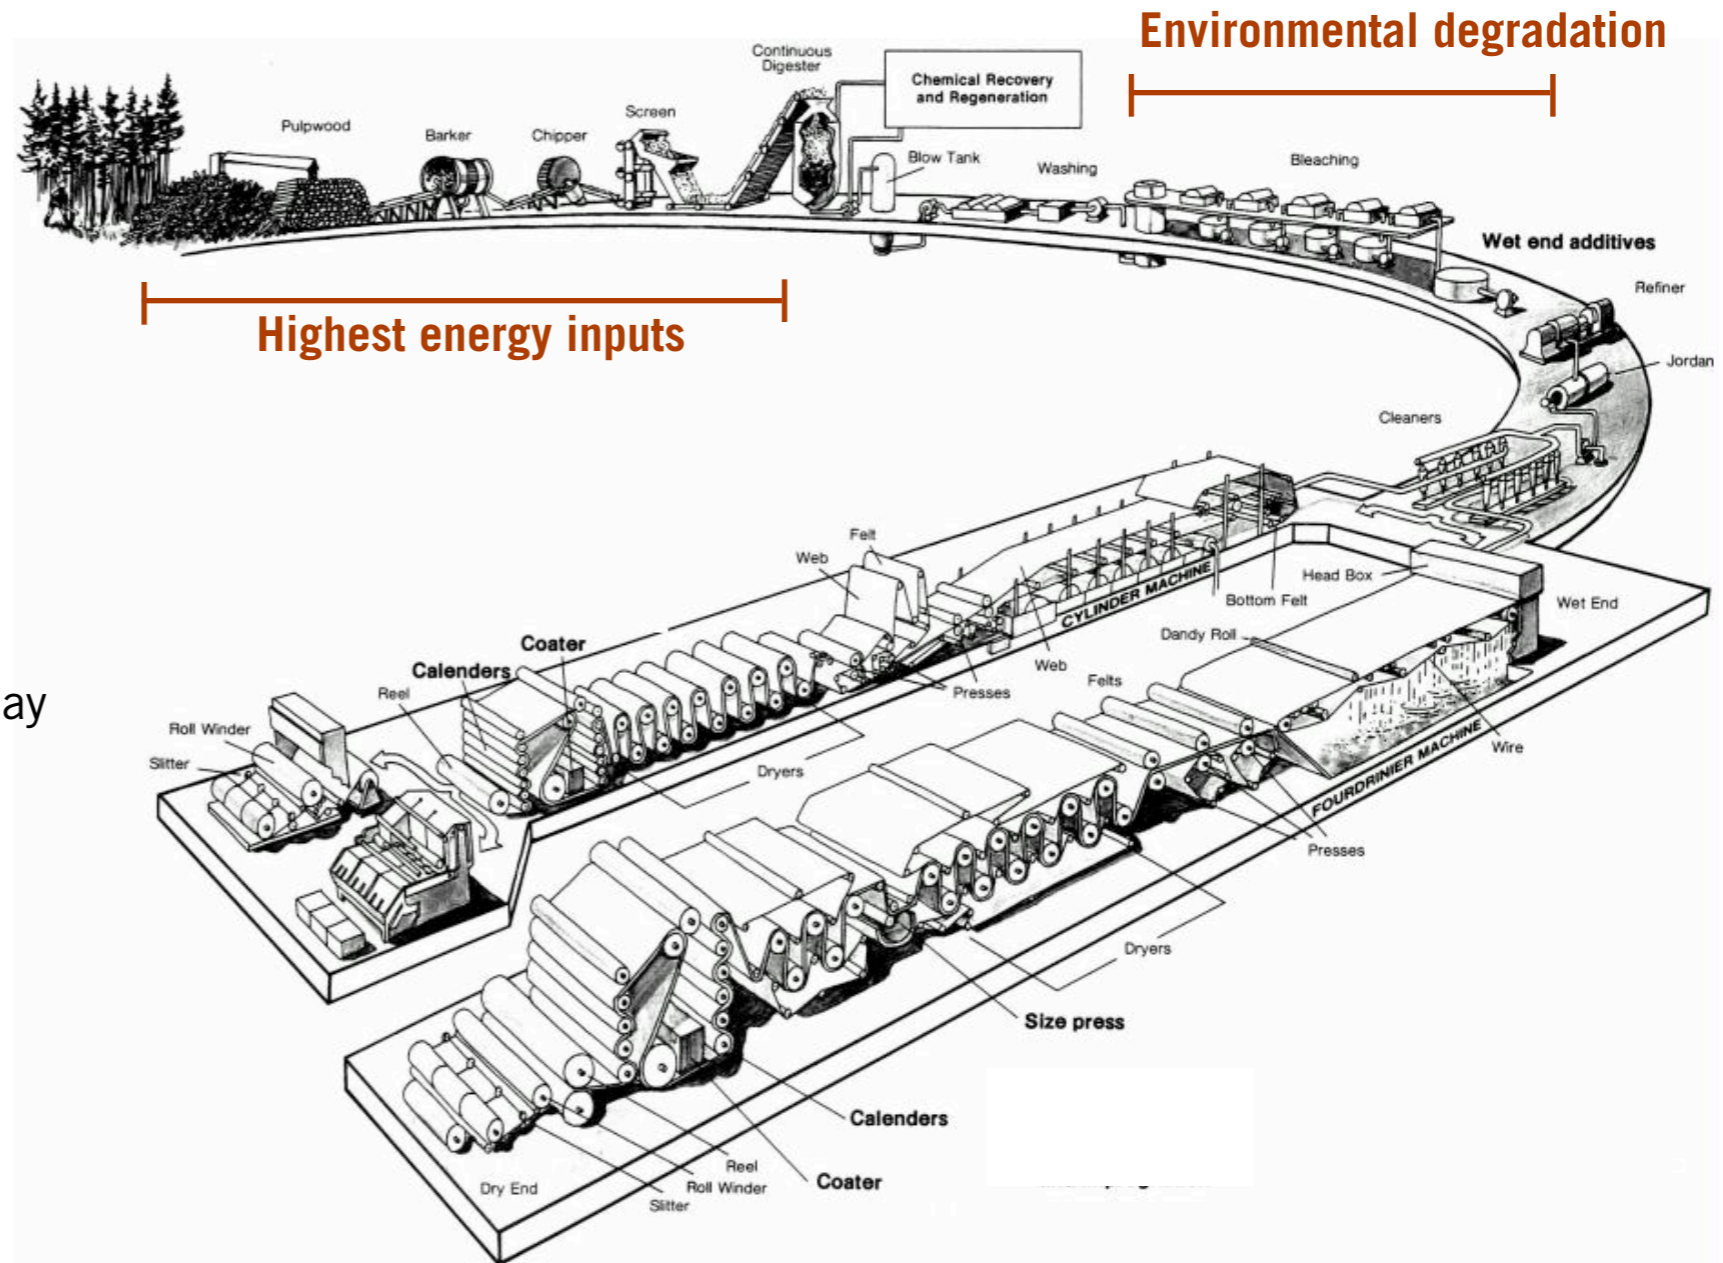 Environmental degradation
Continuous
Digester
Chemical Recovery
and Regeneration
Pulpwood
Barker
Chipper
Screen
Blow Tank
Washing
Bleaching
Wet end additives
Refiner
Highest energy inputs
Jordan
Cleaners
Felt
Web
CYLINDER MACHINE
Head Box
Bottom Felt
Wet End
Dandy Roll
Coater
Web
Calenders
Felts
Presses
Reel
ay
Roll Winder
Wire
Slitter
Dryers
FOURDRINIER MACHINE
Presses
Dryers
Size press
Calenders
Reel
Coater
Roll Winder
Dry End
Slitter